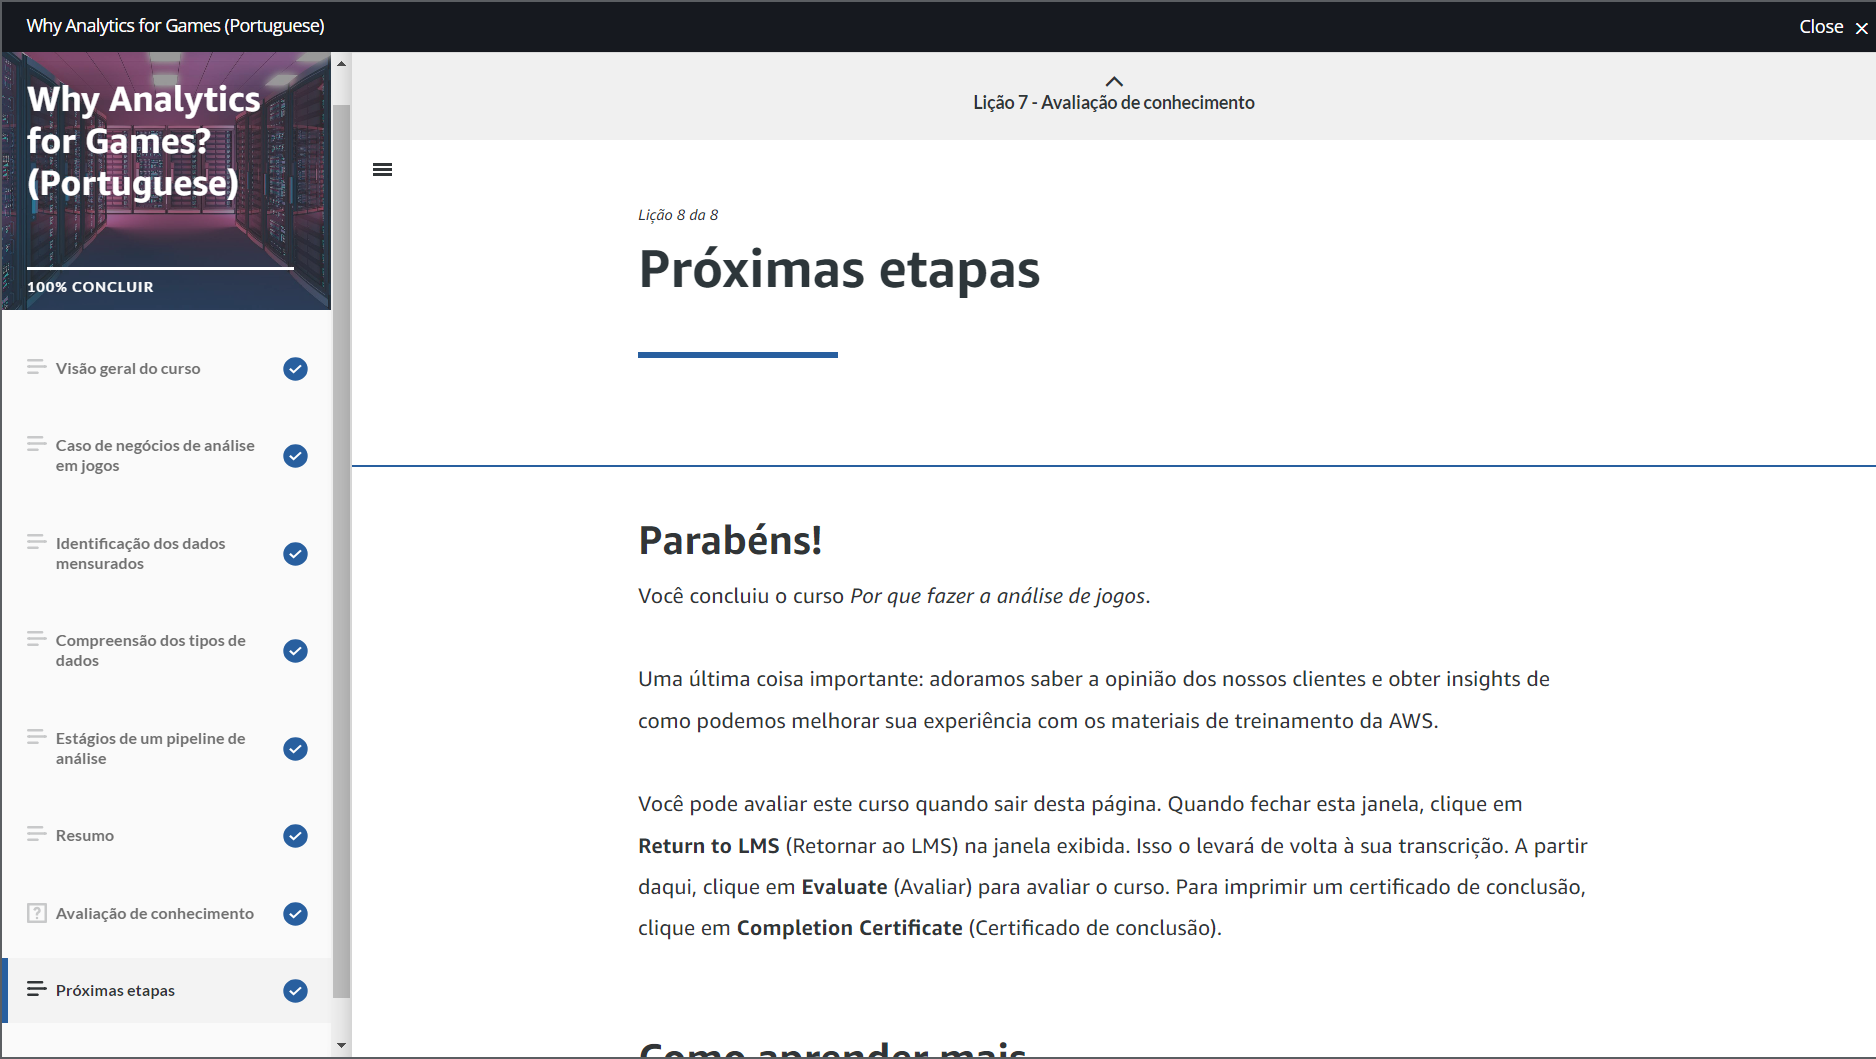 Why Analytics for Games (Portuguese)
Close
Why Analytics
for Games?
(Portuguese)
100% CONCLUIR
Visão geral do curso
Caso de negócios de análise
em jogos
Identificação dos dados
mensurados
Compreensão dos tipos de
dados
Estágios de um pipeline de
análise
Resumo
Avaliação de conhecimento
Próximas etapas
Lição 7 - Avaliação de conhecimento
Lição 8 da 8
Próximas etapas
Parabéns!
Você concluiu o curso Por que fazer a análise de jogos.
Uma última coisa importante: adoramos saber a opinião dos nossos clientes e obter insights de
como podemos melhorar sua experiência com os materiais de treinamento da AWS.
Você pode avaliar este curso quando sair desta página. Quando fechar esta janela, clique em
Return to LMS (Retornar ao LMS) na janela exibida. Isso o levará de volta à sua transcrição. A partir
daqui, clique em Evaluate (Avaliar) para avaliar o curso. Para imprimir um certificado de conclusão,
clique em Completion Certificate (Certificado de conclusão).
Como aprender mais